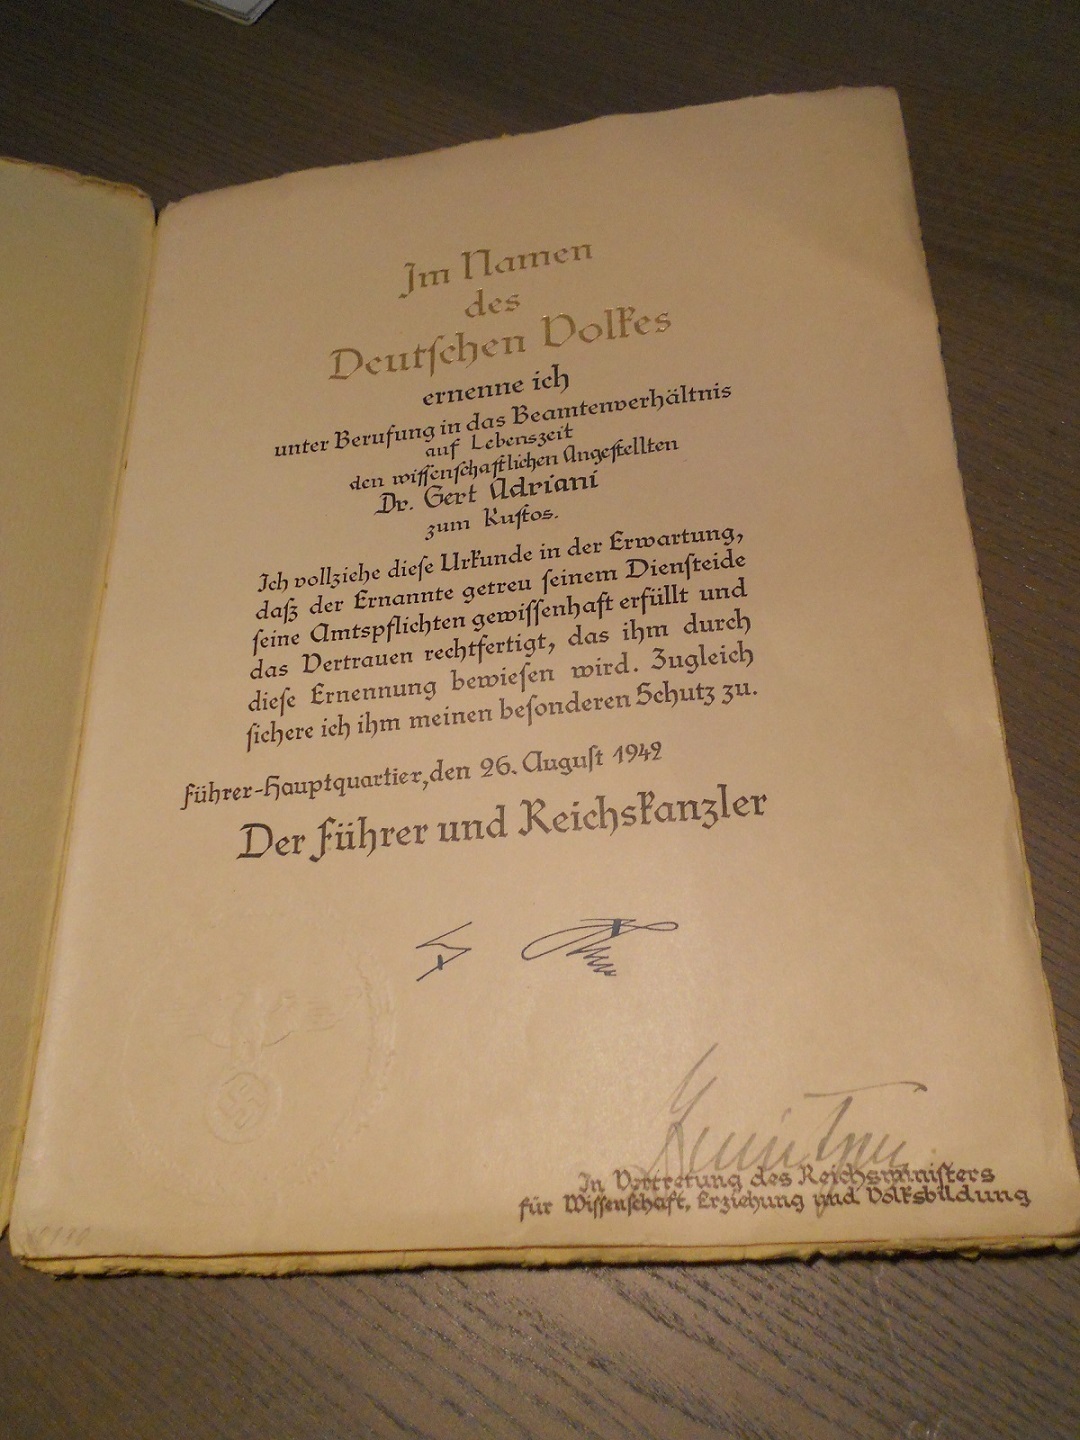 Im Namen
des
Deutschen Volkes
ernenne ich
unter Berufung in das Beamtenverhältnis
auf Lebenszeit
den wissenschaftlichen Angestellten
Dr. Gert Adriani
zum Kustos.
Ich vollziehe diese Urkunde in der Erwartung,
daß der Ernannte getreu seinem Diensteide
seine Amtspflichten gewissenhaft erfüllt und
das Vertrauen rechtfertigt, das ihm durch
diese Ernennung bewiesen wird. Zugleich
sichere ich ihm meinen besonderen Schutz zu.
Führer-Hauptquartier, den 26. August 1942
Der Führer und Reichskanzler
In Vertretung des Reichsministers
für Wissenschaft, Erziehung und Volksbildung